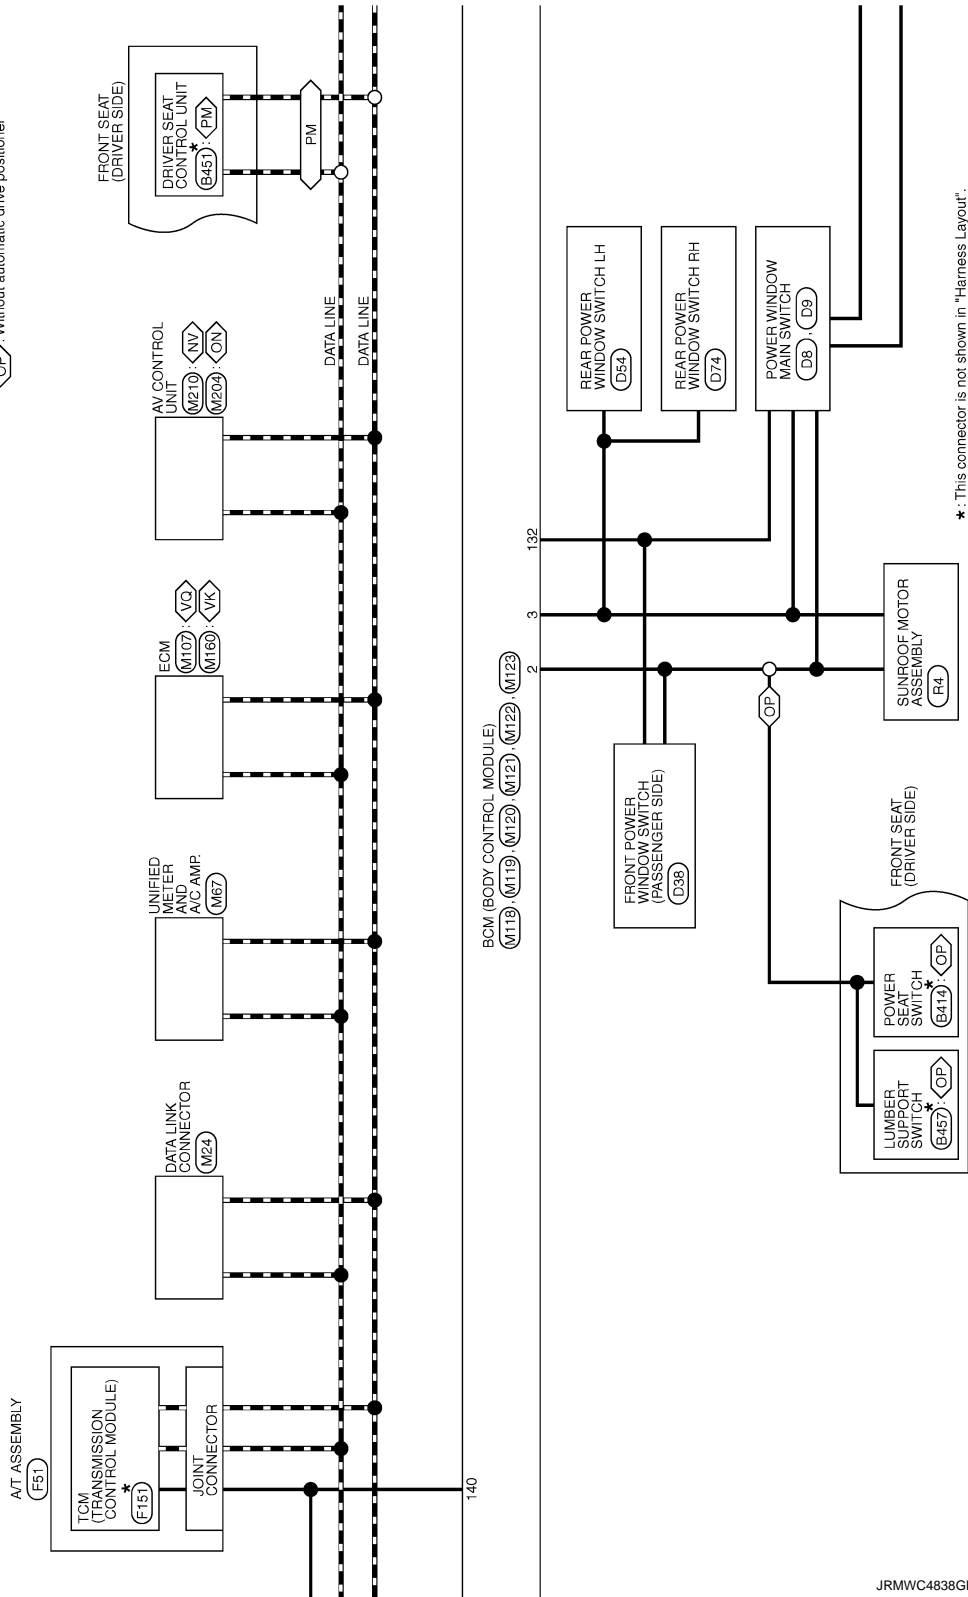 OP : Without automatic drive positioner
A/T ASSEMBLY
F51
TCM
(TRANSMISSION
CONTROL MODULE)
*
F151
JOINT
CONNECTOR
DATA LINK
CONNECTOR
M24
UNIFIED
METER
AND
A/C AMP.
M67
ECM
M107 : VQ
M160 : VK
AV CONTROL
UNIT
M210 : NV
M204 : ON
FRONT SEAT
(DRIVER SIDE)
DRIVER SEAT
CONTROL UNIT
*
B451 : PM
PM
DATA LINE
DATA LINE
140
BCM (BODY CONTROL MODULE)
M118 , M119 , M120 , M121 , M122 , M123
2
3
132
FRONT POWER
WINDOW SWITCH
(PASSENGER SIDE)
D38
REAR POWER
WINDOW SWITCH LH
D54
REAR POWER
WINDOW SWITCH RH
D74
POWER WINDOW
MAIN SWITCH
D8 , D9
OP
SUNROOF MOTOR
ASSEMBLY
R4
FRONT SEAT
(DRIVER SIDE)
LUMBER
SUPPORT
SWITCH
*
B457 : OP
POWER
SEAT
SWITCH
*
B414 : OP
* : This connector is not shown in "Harness Layout".